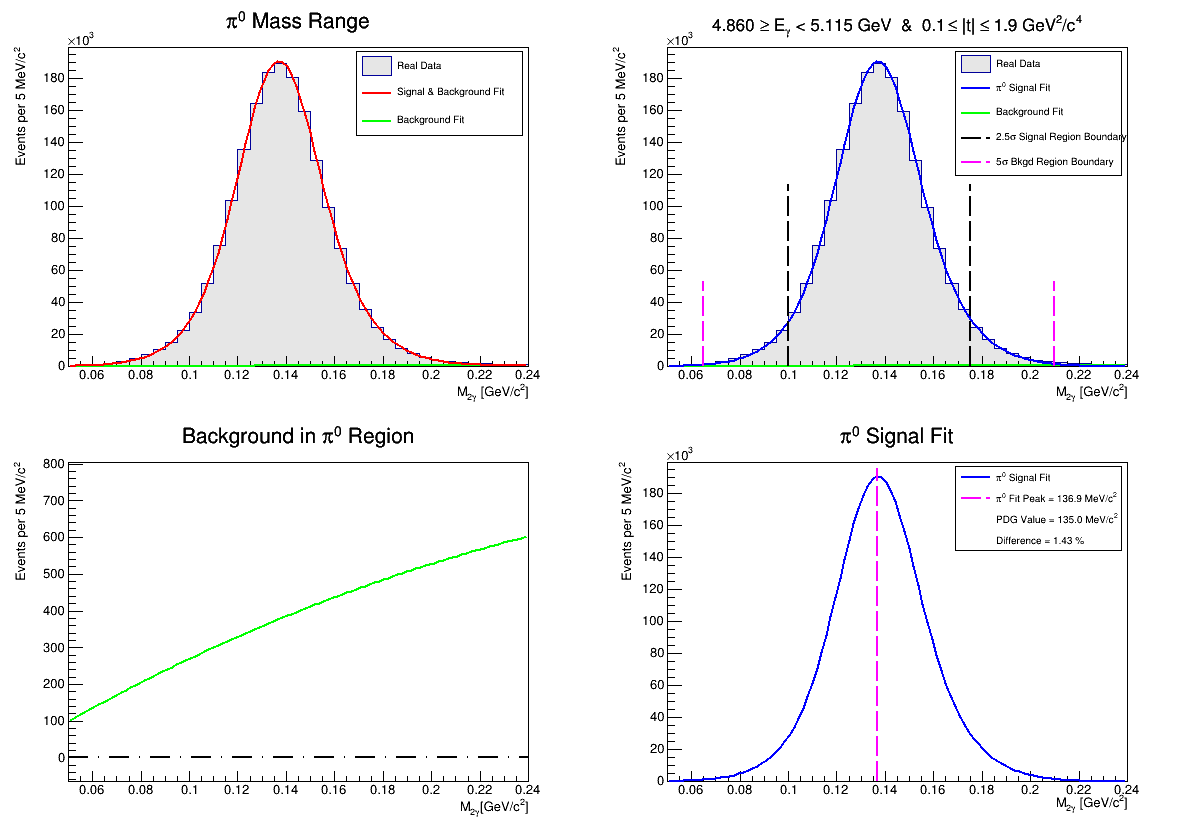 π⁰ Mass Range
×10³
Events per 5 MeV/c²
180
160
140
120
100
80
60
40
20
0
Real Data
Signal & Background Fit
Background Fit
0.06 0.08 0.1 0.12 0.14 0.16 0.18 0.2 0.22 0.24
M₂γ [GeV/c²]
4.860 ≥ Eγ < 5.115 GeV & 0.1 ≤ |t| ≤ 1.9 GeV²/c⁴
×10³
Events per 5 MeV/c²
180
160
140
120
100
80
60
40
20
0
Real Data
π⁰ Signal Fit
Background Fit
2.5σ Signal Region Boundary
5σ Bkgd Region Boundary
0.06 0.08 0.1 0.12 0.14 0.16 0.18 0.2 0.22 0.24
M₂γ [GeV/c²]
Background in π⁰ Region
Events per 5 MeV/c²
800
700
600
500
400
300
200
100
0
0.06 0.08 0.1 0.12 0.14 0.16 0.18 0.2 0.22 0.24
M₂γ[GeV/c²]
π⁰ Signal Fit
×10³
Events per 5 MeV/c²
180
160
140
120
100
80
60
40
20
0
π⁰ Signal Fit
π⁰ Fit Peak = 136.9 MeV/c²
PDG Value = 135.0 MeV/c²
Difference = 1.43 %
0.06 0.08 0.1 0.12 0.14 0.16 0.18 0.2 0.22 0.24
M₂γ [GeV/c²]